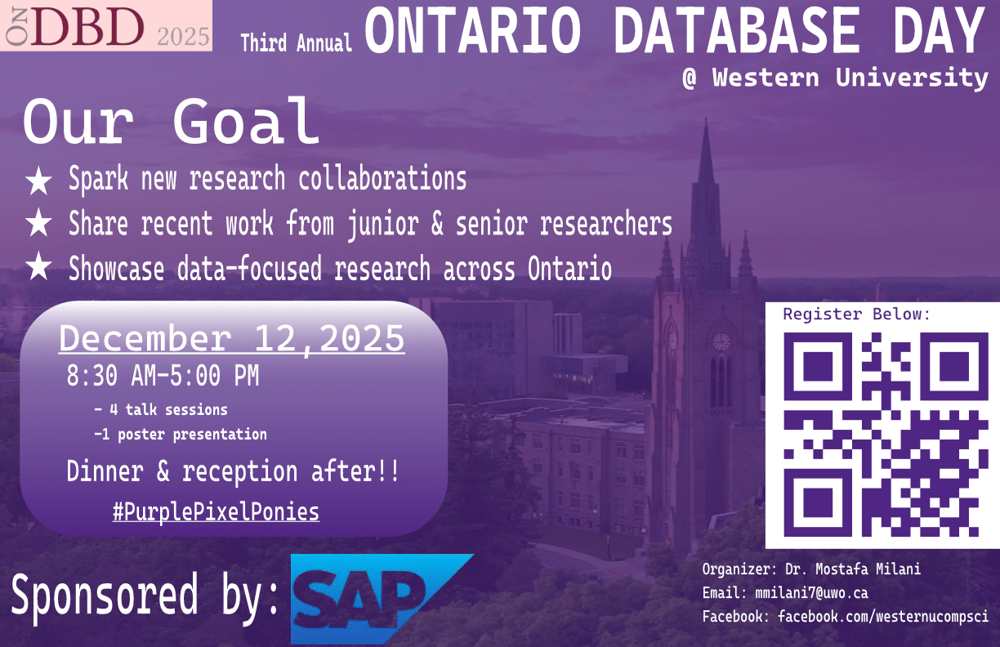 ON DBD 2025
Third Annual ONTARIO DATABASE DAY
@ Western University
Our Goal
★ Spark new research collaborations
★ Share recent work from junior & senior researchers
★ Showcase data-focused research across Ontario
December 12,2025
8:30 AM-5:00 PM
- 4 talk sessions
-1 poster presentation
Dinner & reception after!!
#PurplePixelPonies
Register Below:
Sponsored by: SAP
Organizer: Dr. Mostafa Milani
Email: mmilani7@uwo.ca
Facebook: facebook.com/westernucompsci